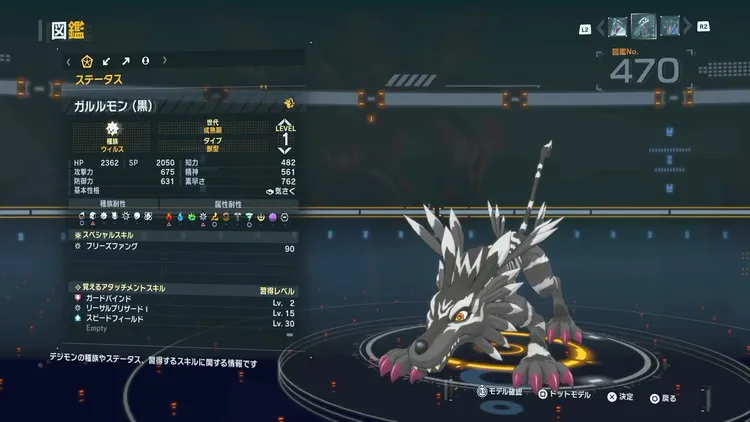 図鑑
L2
R2
図鑑No.
470
ステータス
ガルルモン(黒)
種族
ウイルス
世代
成熟期
タイプ
獣型
LEVEL
1
HP 2362 SP 2050 知力 482
攻撃力 675 精神 561
防御力 631 素早さ 762
基本性格 気さく
種族耐性 属性耐性
スペシャルスキル
フリーズファング 90
覚えるアタッチメントスキル 習得レベル
ガードバインド Lv. 2
リーサルブリザードⅠ Lv. 15
スピードフィールド Lv. 30
Empty
デジモンの種族やステータス、習得するスキルに関する情報です
モデル確認 ドットモデル 決定 戻る